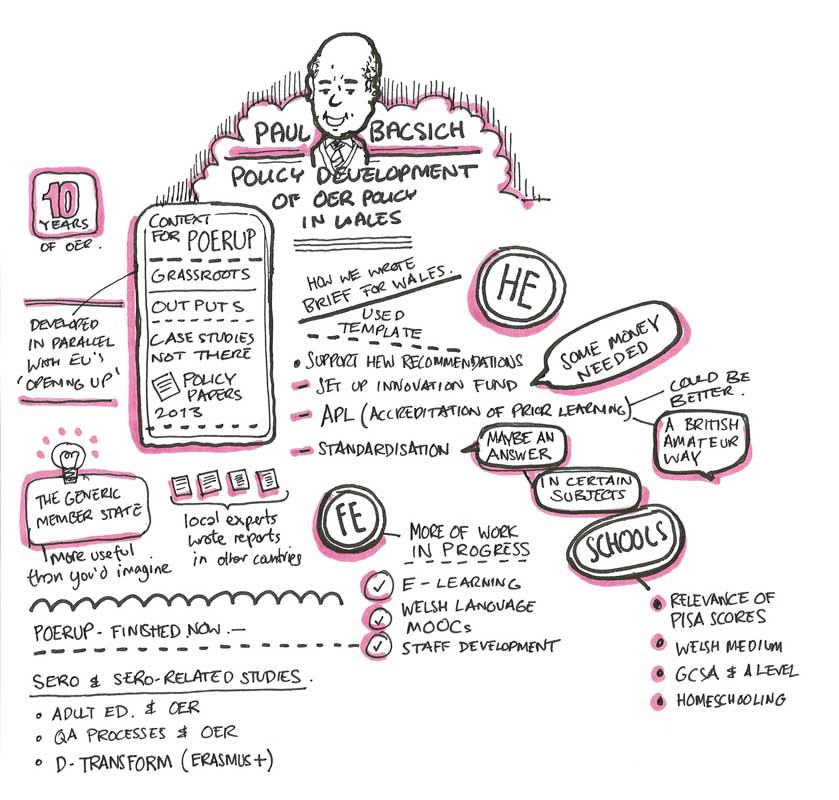 PAUL BACSICH
POLICY DEVELOPMENT
OF OER POLICY
IN WALES
10
YEARS
OF OER.
CONTEXT
FOR POERUP
GRASSROOTS
OUTPUTS
CASE STUDIES
NOT THERE
POLICY
PAPERS
2013
DEVELOPED
IN PARALLEL
WITH EU'S
'OPENING UP'
HOW WE WROTE
BRIEF FOR WALES.
USED
TEMPLATE
HE
• SUPPORT HEW RECOMMENDATIONS
- SET UP INNOVATION FUND
SOME MONEY
NEEDED
- APL (ACCREDITATION OF PRIOR LEARNING)
COULD BE
BETTER.
A BRITISH
AMATEUR
WAY
- STANDARDISATION
MAYBE AN
ANSWER
IN CERTAIN
SUBJECTS
THE GENERIC
MEMBER STATE
more useful
than you'd imagine
local experts
wrote reports
in other countries
FE
MORE OF WORK
IN PROGRESS
E-LEARNING
WELSH LANGUAGE
MOOCs
STAFF DEVELOPMENT
SCHOOLS
• RELEVANCE OF
PISA SCORES
• WELSH MEDIUM
• GCSA & A LEVEL
• HOMESCHOOLING
POERUP - FINISHED NOW. -
SERO & SERO-RELATED STUDIES.
• ADULT ED. & OER
• QA PROCESSES & OER
• D-TRANSFORM (ERASMUS+)